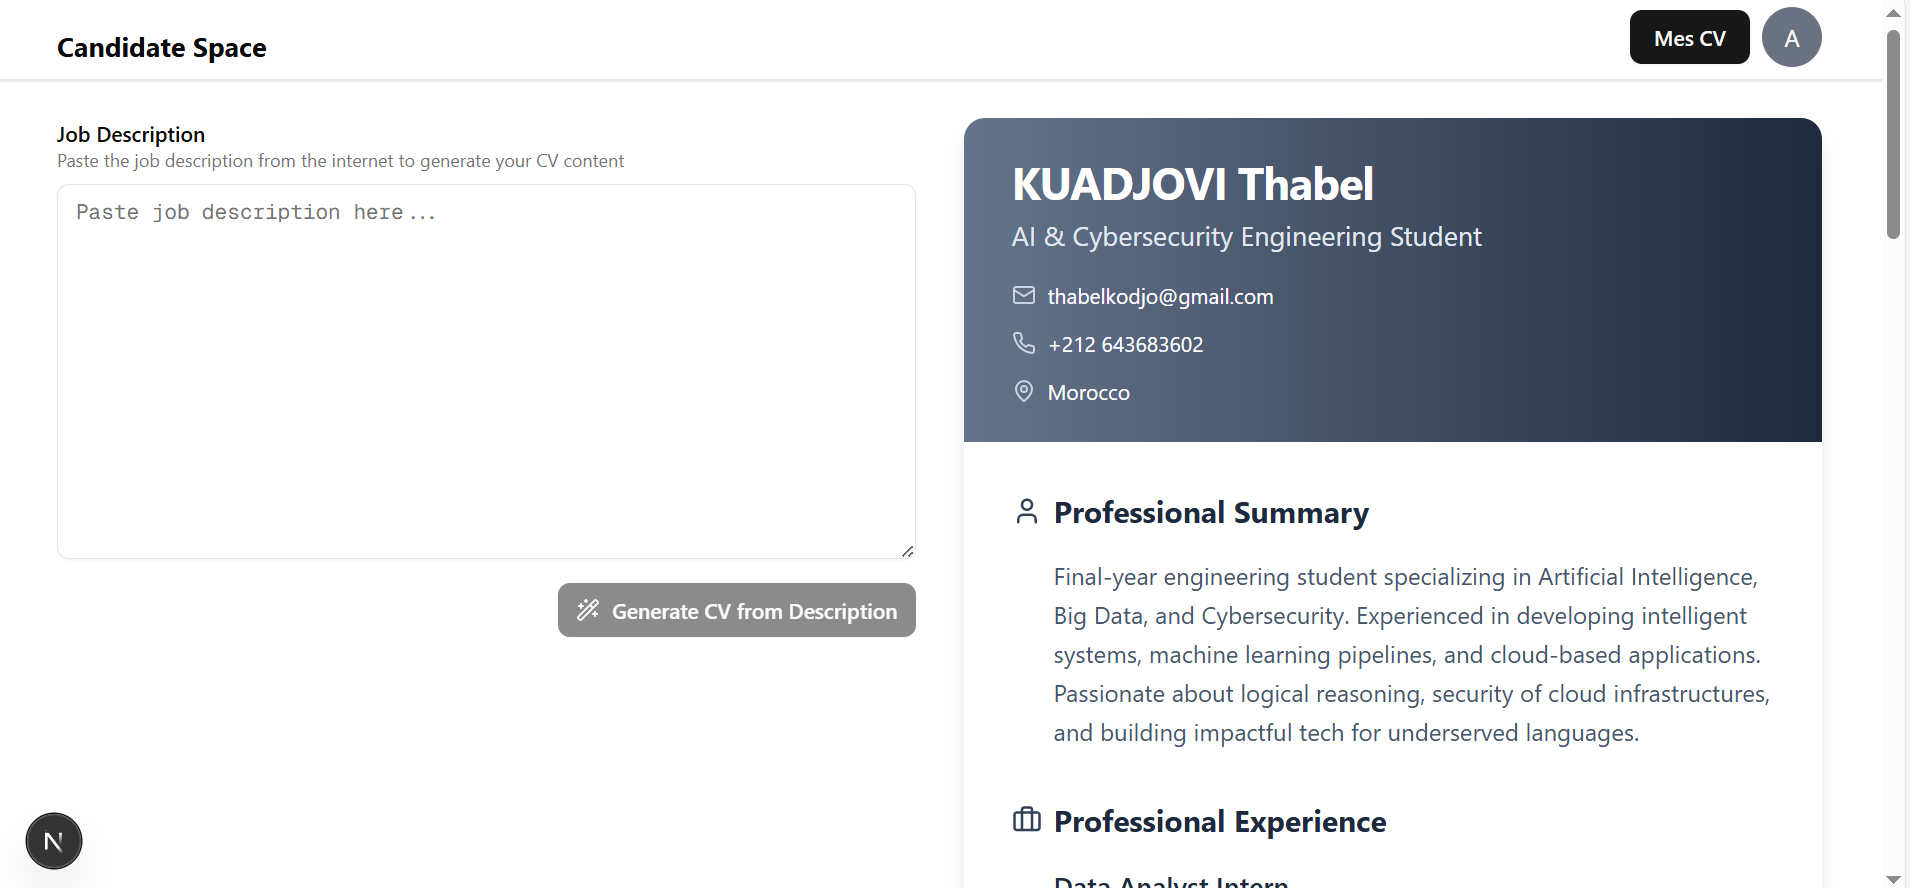 Candidate Space
Mes CV
A
Job Description
Paste the job description from the internet to generate your CV content
Paste job description here...
Generate CV from Description
KUADJOVI Thabel
AI & Cybersecurity Engineering Student
thabelkodjo@gmail.com
+212 643683602
Morocco
Professional Summary
Final-year engineering student specializing in Artificial Intelligence,
Big Data, and Cybersecurity. Experienced in developing intelligent
systems, machine learning pipelines, and cloud-based applications.
Passionate about logical reasoning, security of cloud infrastructures,
and building impactful tech for underserved languages.
Professional Experience
Data Analyst Intern
N